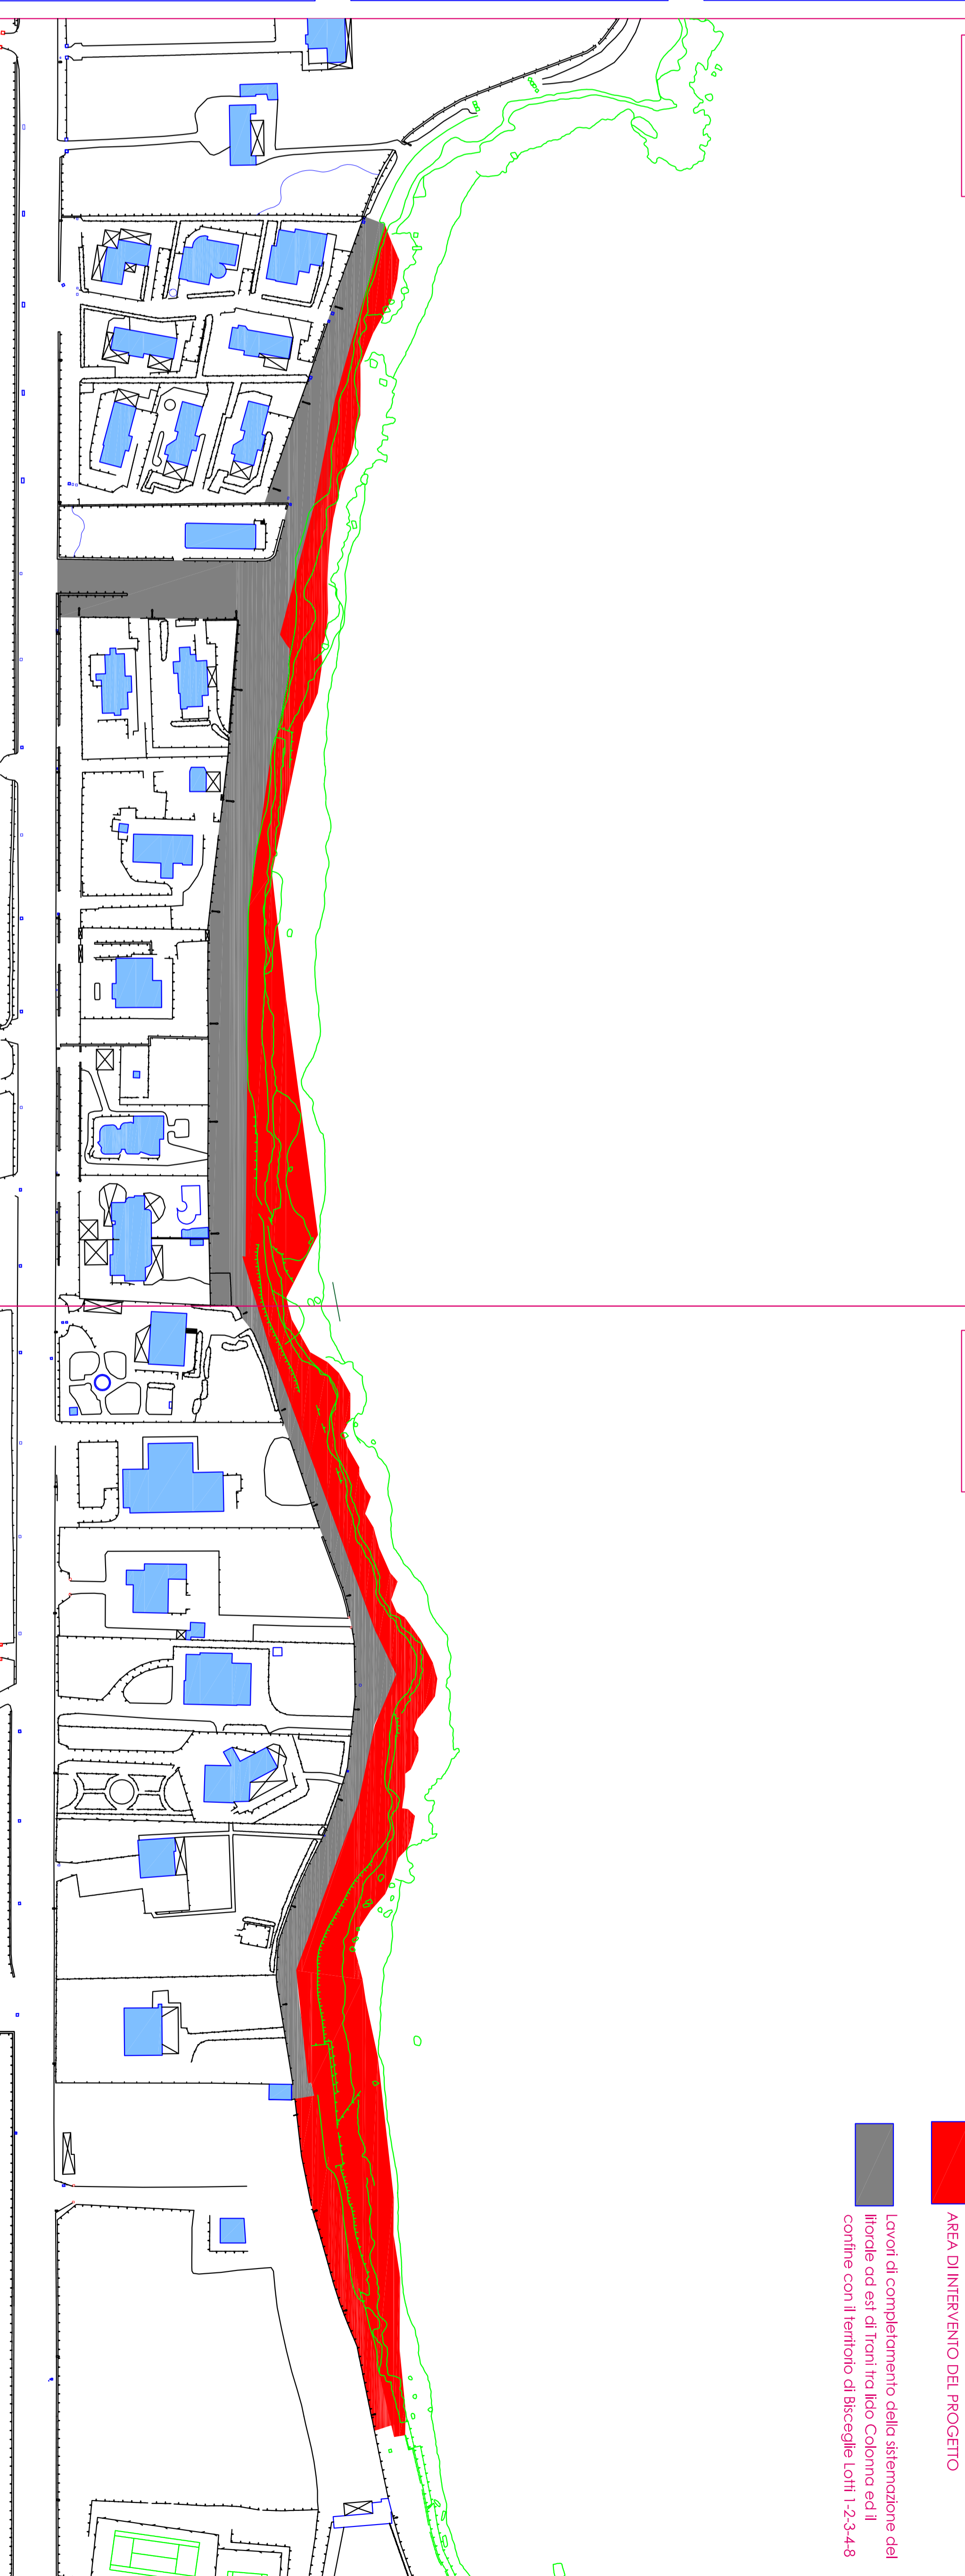 AREA DI INTERVENTO DEL PROGETTO
Lavori di completamento della sistemazione del
litorale ad est di Trani tra lido Colonna ed il
confine con il territorio di Bisceglie Lotti 1-2-3-4-8